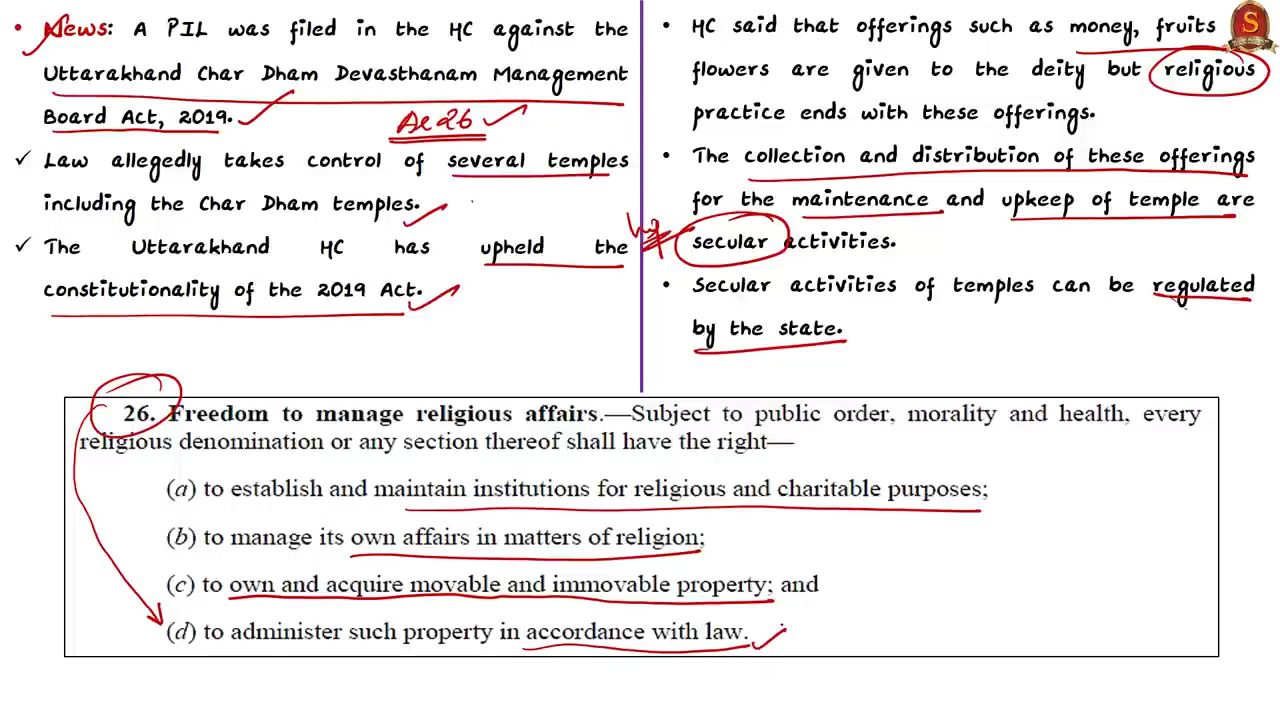 • News: A PIL was filed in the HC against the
Uttarakhand Char Dham Devasthanam Management
Board Act, 2019.
Ar 26
✓ Law allegedly takes control of several temples
including the Char Dham temples.
✓ The Uttarakhand HC has upheld the
constitutionality of the 2019 Act.
• HC said that offerings such as money, fruits
flowers are given to the deity but religious
practice ends with these offerings.
• The collection and distribution of these offerings
for the maintenance and upkeep of temple are
secular activities.
• Secular activities of temples can be regulated
by the state.
S
26. Freedom to manage religious affairs.—Subject to public order, morality and health, every
religious denomination or any section thereof shall have the right—
(a) to establish and maintain institutions for religious and charitable purposes;
(b) to manage its own affairs in matters of religion;
(c) to own and acquire movable and immovable property; and
(d) to administer such property in accordance with law.